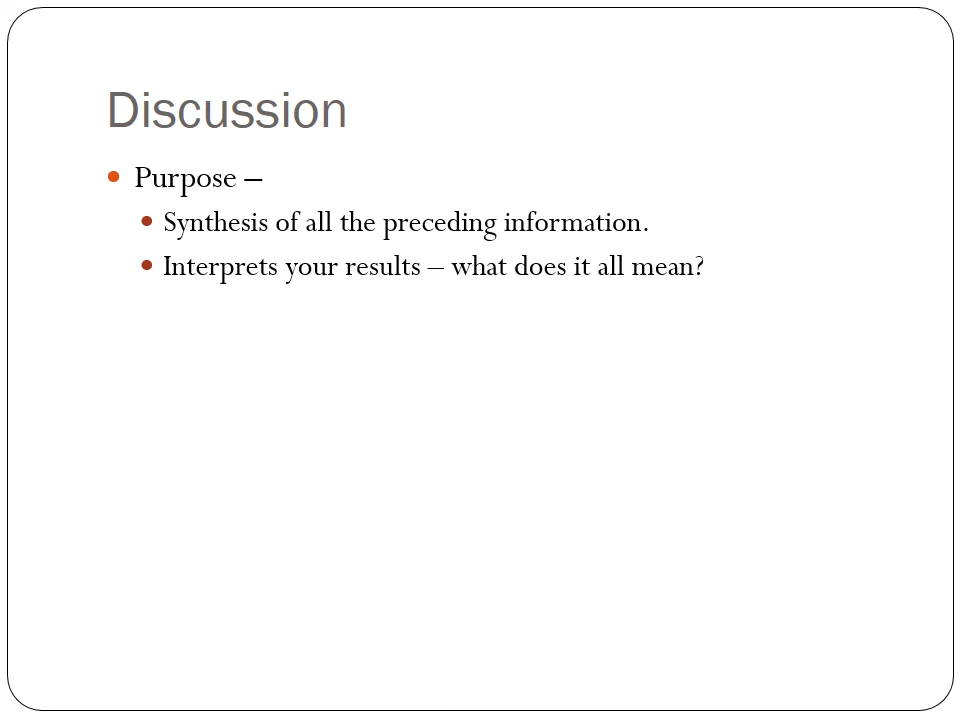 Discussion
Purpose –
Synthesis of all the preceding information.
Interprets your results – what does it all mean?